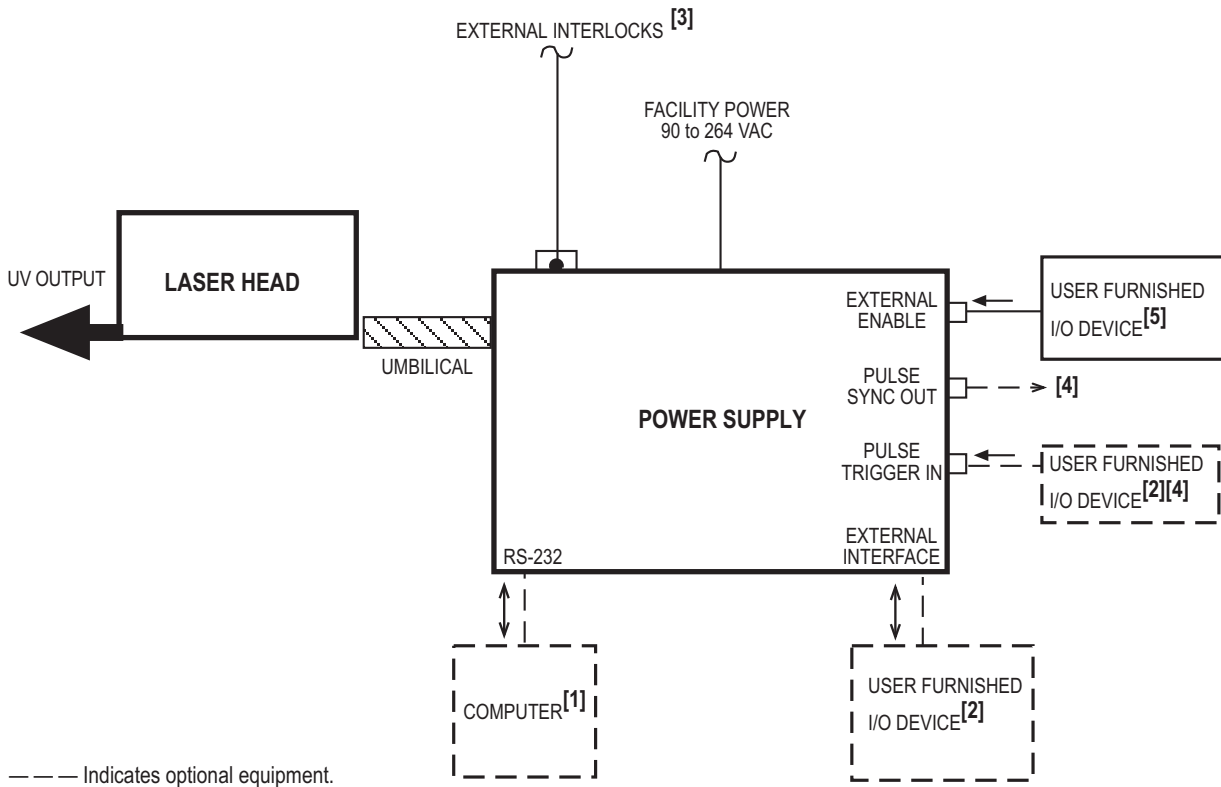 EXTERNAL INTERLOCKS [3]
FACILITY POWER
90 to 264 VAC
UV OUTPUT
LASER HEAD
UMBILICAL
POWER SUPPLY
EXTERNAL
ENABLE
USER FURNISHED
I/O DEVICE[5]
PULSE
SYNC OUT
[4]
PULSE
TRIGGER IN
USER FURNISHED
I/O DEVICE[2][4]
EXTERNAL
INTERFACE
RS-232
COMPUTER[1]
USER FURNISHED
I/O DEVICE[2]
— — — Indicates optional equipment.